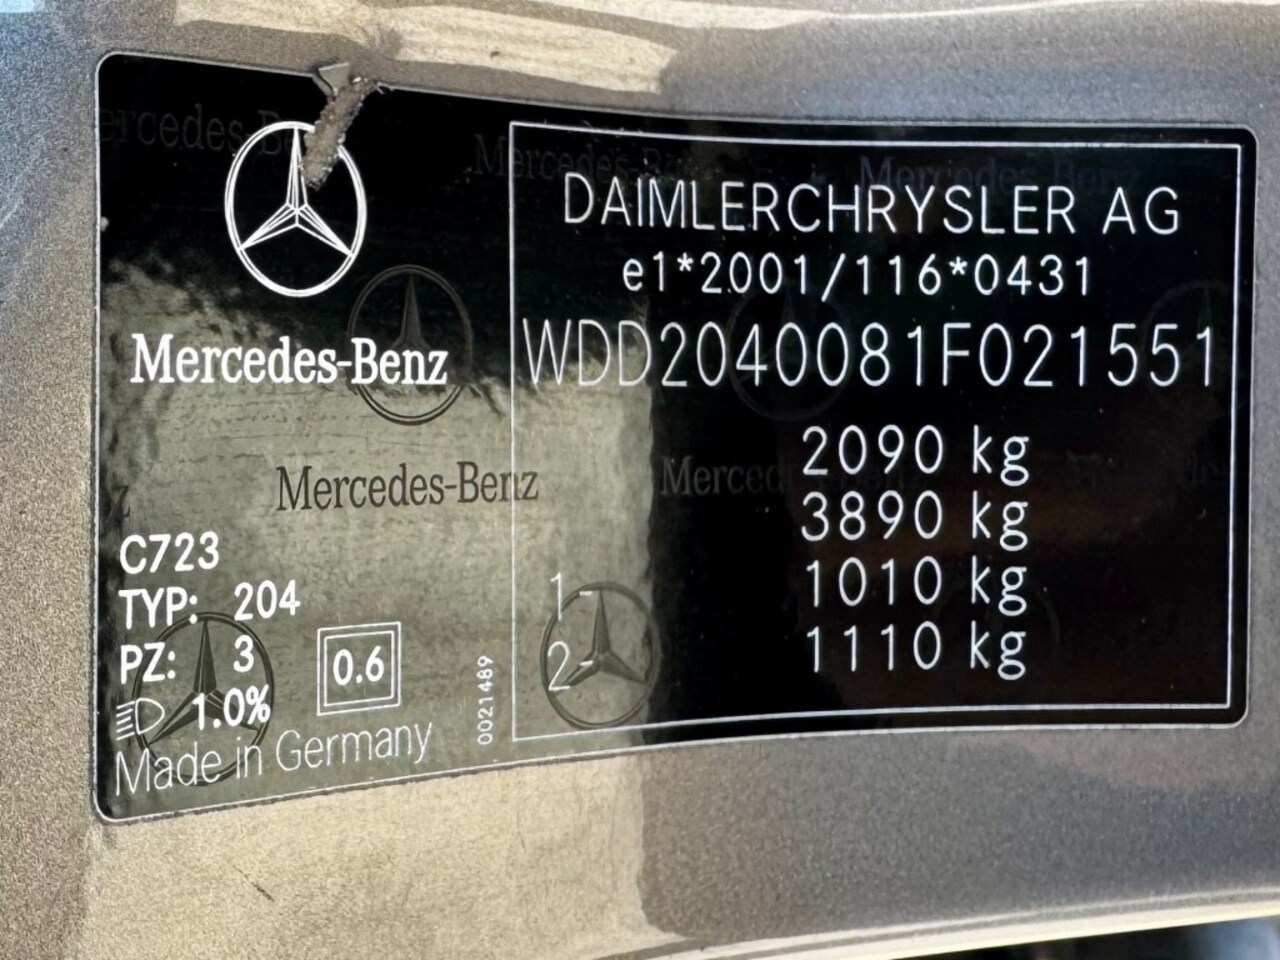 Mercedes-Benz
DAIMLERCHRYSLER AG
e1*2001/116*0431
WDD2040081F021551
2090 kg
3890 kg
1- 1010 kg
2- 1110 kg
Mercedes-Benz
C723
TYP: 204
PZ: 3
1.0%
0.6
Made in Germany
0021489